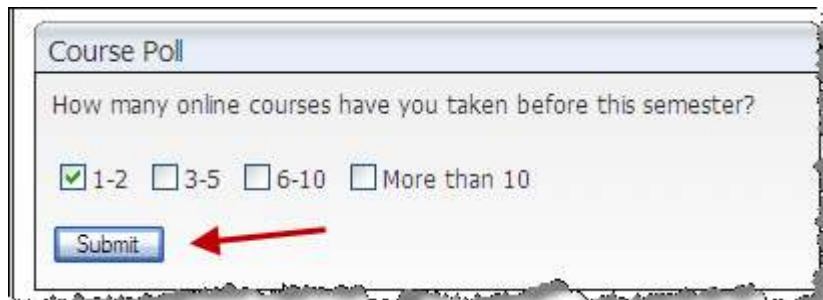 Course Poll
How many online courses have you taken before this semester?
1-2 3-5 6-10 More than 10
Submit